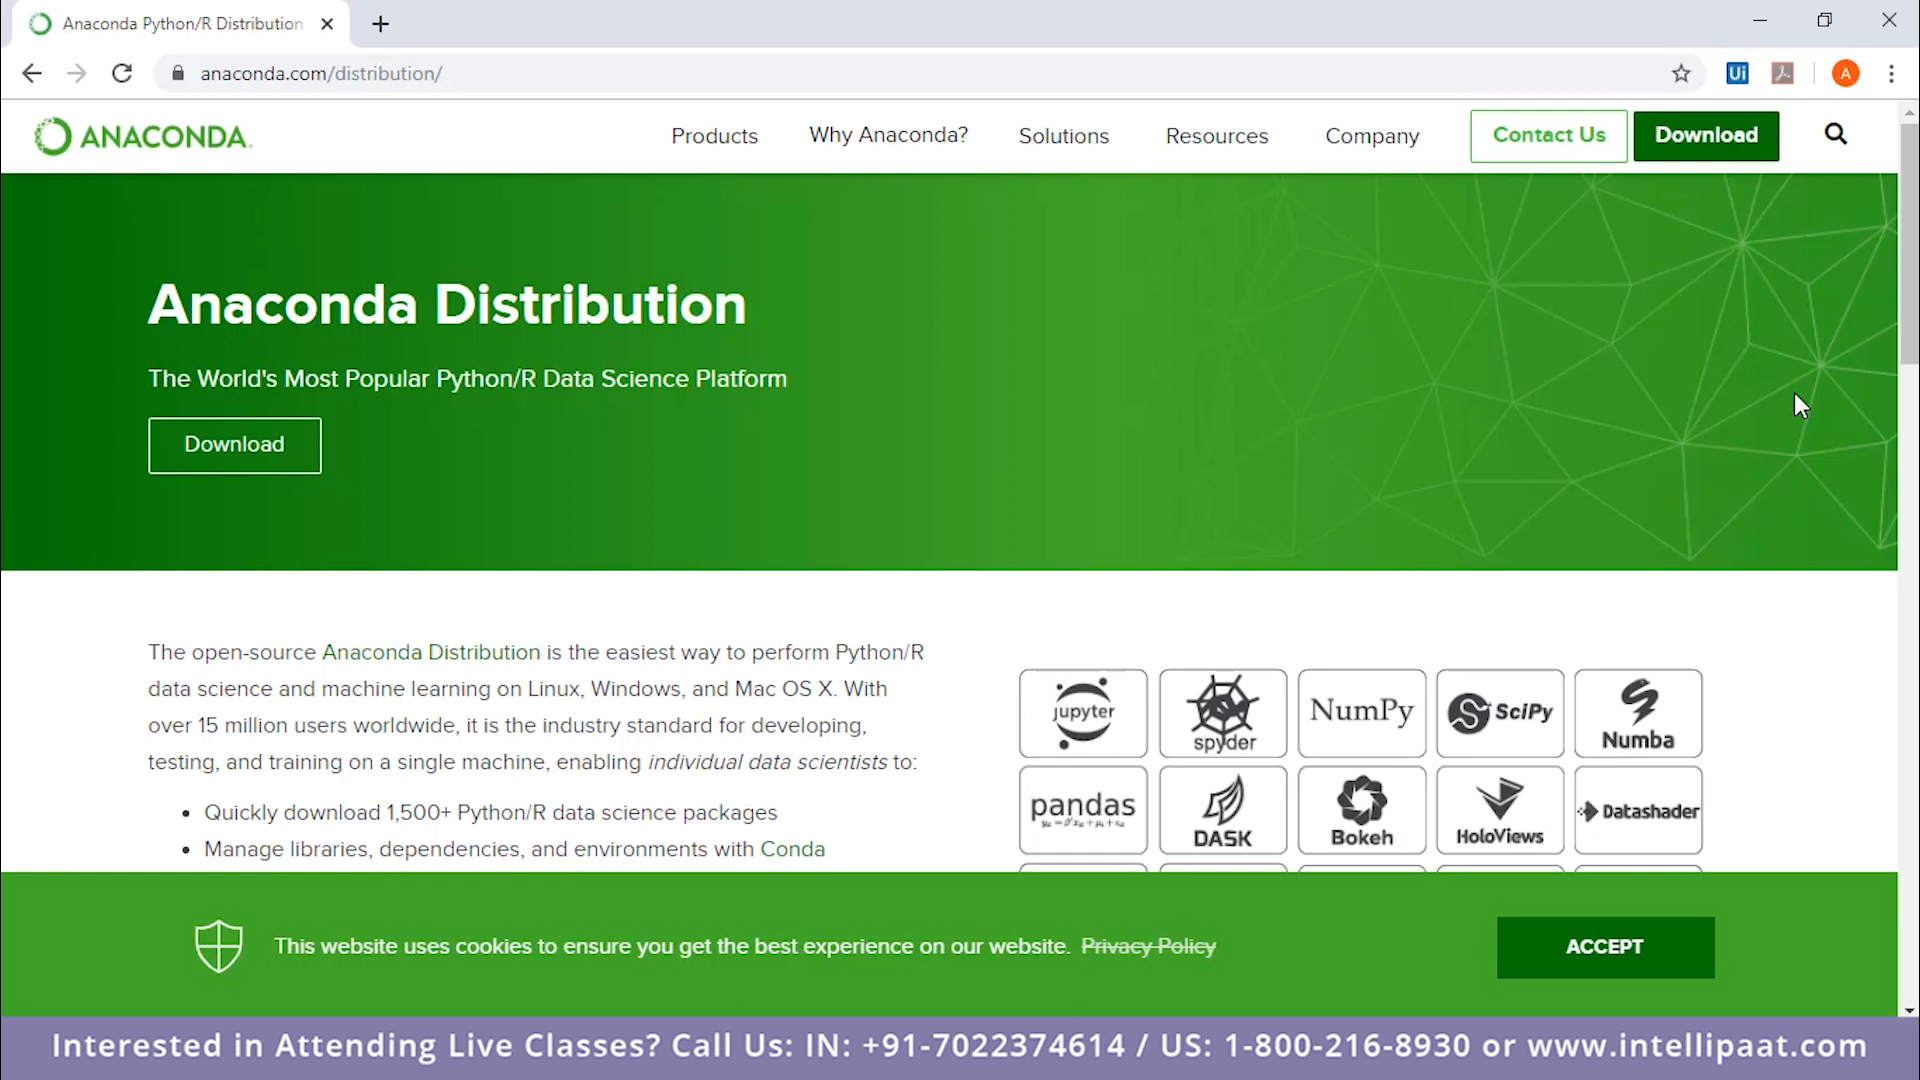 Anaconda Python/R Distribution
anaconda.com/distribution/
Ui
A
ANACONDA.
Products
Why Anaconda?
Solutions
Resources
Company
Contact Us
Download
Anaconda Distribution
The World's Most Popular Python/R Data Science Platform
Download
The open-source Anaconda Distribution is the easiest way to perform Python/R
data science and machine learning on Linux, Windows, and Mac OS X. With
over 15 million users worldwide, it is the industry standard for developing,
testing, and training on a single machine, enabling individual data scientists to:
Quickly download 1,500+ Python/R data science packages
Manage libraries, dependencies, and environments with Conda
jupyter
spyder
NumPy
SciPy
Numba
pandas
DASK
Bokeh
HoloViews
Datashader
This website uses cookies to ensure you get the best experience on our website. Privacy Policy
ACCEPT
Interested in Attending Live Classes? Call Us: IN: +91-7022374614 / US: 1-800-216-8930 or www.intellipaat.com